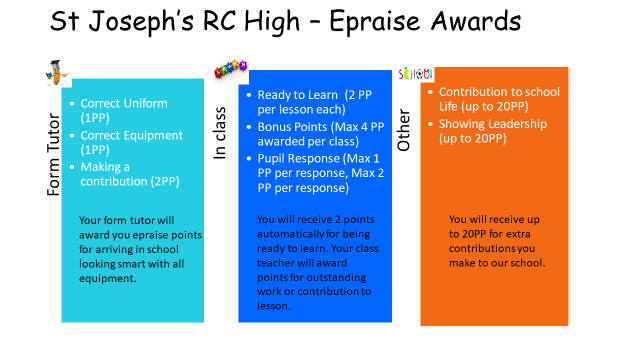 St Joseph's RC High – Epraise Awards
Form Tutor
• Correct Uniform
(1PP)
• Correct Equipment
(1PP)
• Making a
contribution (2PP)
Your form tutor will
award you epraise points
for arriving in school
looking smart with all
equipment.
In class
• Ready to Learn (2 PP
per lesson each)
• Bonus Points (Max 4 PP
awarded per class)
• Pupil Response (Max 1
PP per response, Max 2
PP per response)
You will receive 2 points
automatically for being
ready to learn. Your class
teacher will award
points for outstanding
work or contribution to
lesson.
SCHOOL
Other
• Contribution to school
Life (up to 20PP)
• Showing Leadership
(up to 20PP)
You will receive up
to 20PP for extra
contributions you
make to our school.